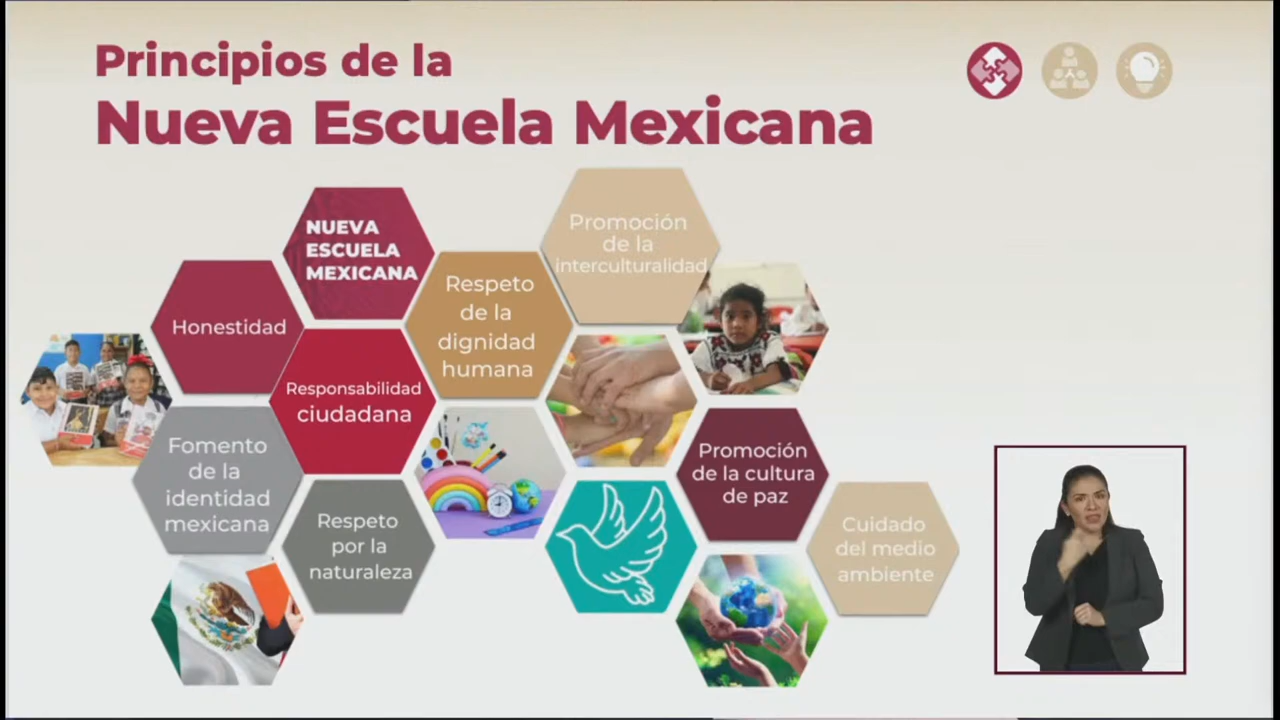 Principios de la
Nueva Escuela Mexicana
NUEVA
ESCUELA
MEXICANA
Promoción
de la
interculturalidad
Honestidad
Respeto
de la
dignidad
humana
Responsabilidad
ciudadana
Fomento
de la
identidad
mexicana
Promoción
de la cultura
de paz
Respeto
por la
naturaleza
Cuidado
del medio
ambiente